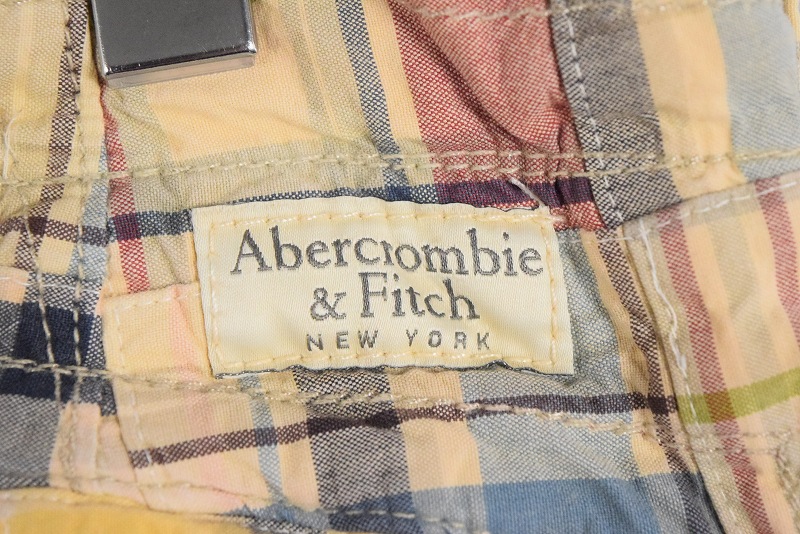 Abercrombie
& Fitch
NEW YORK